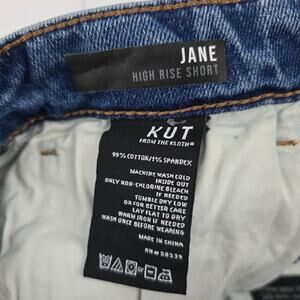 JANE
HIGH RISE SHORT
KUT
FROM THE KLOTH®
99% COTTON/1% SPANDEX
MACHINE WASH COLD
INSIDE OUT
ONLY NON-CHLORINE BLEACH
IF NEEDED
TUMBLE DRY LOW
OR FOR BETTER CARE
LAY FLAT TO DRY
WARM IRON IF NEEDED
WASH ONCE BEFORE WEARING
MADE IN CHINA
RN# 58539
OR